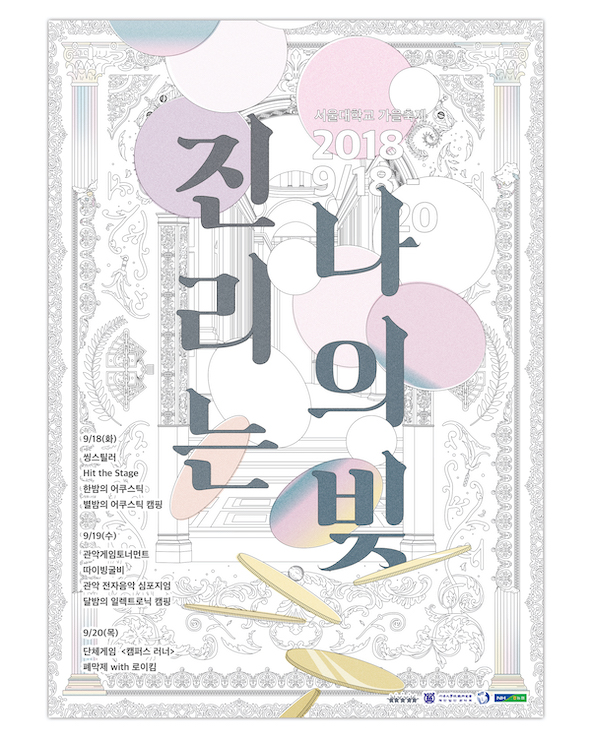 서울대학교 가을축제
2018
9/18 -
/20
진리는
나의 빛
9/18(화)
씽스틸러
Hit the Stage
한밤의 어쿠스틱
별밤의 어쿠스틱 캠핑
9/19(수)
관악게임토너먼트
따이빙굴비
관악 전자음악 심포지엄
달밤의 일렉트로닉 캠핑
9/20(목)
단체게임 <캠퍼스 러너>
폐막제 with 로이킴
NH